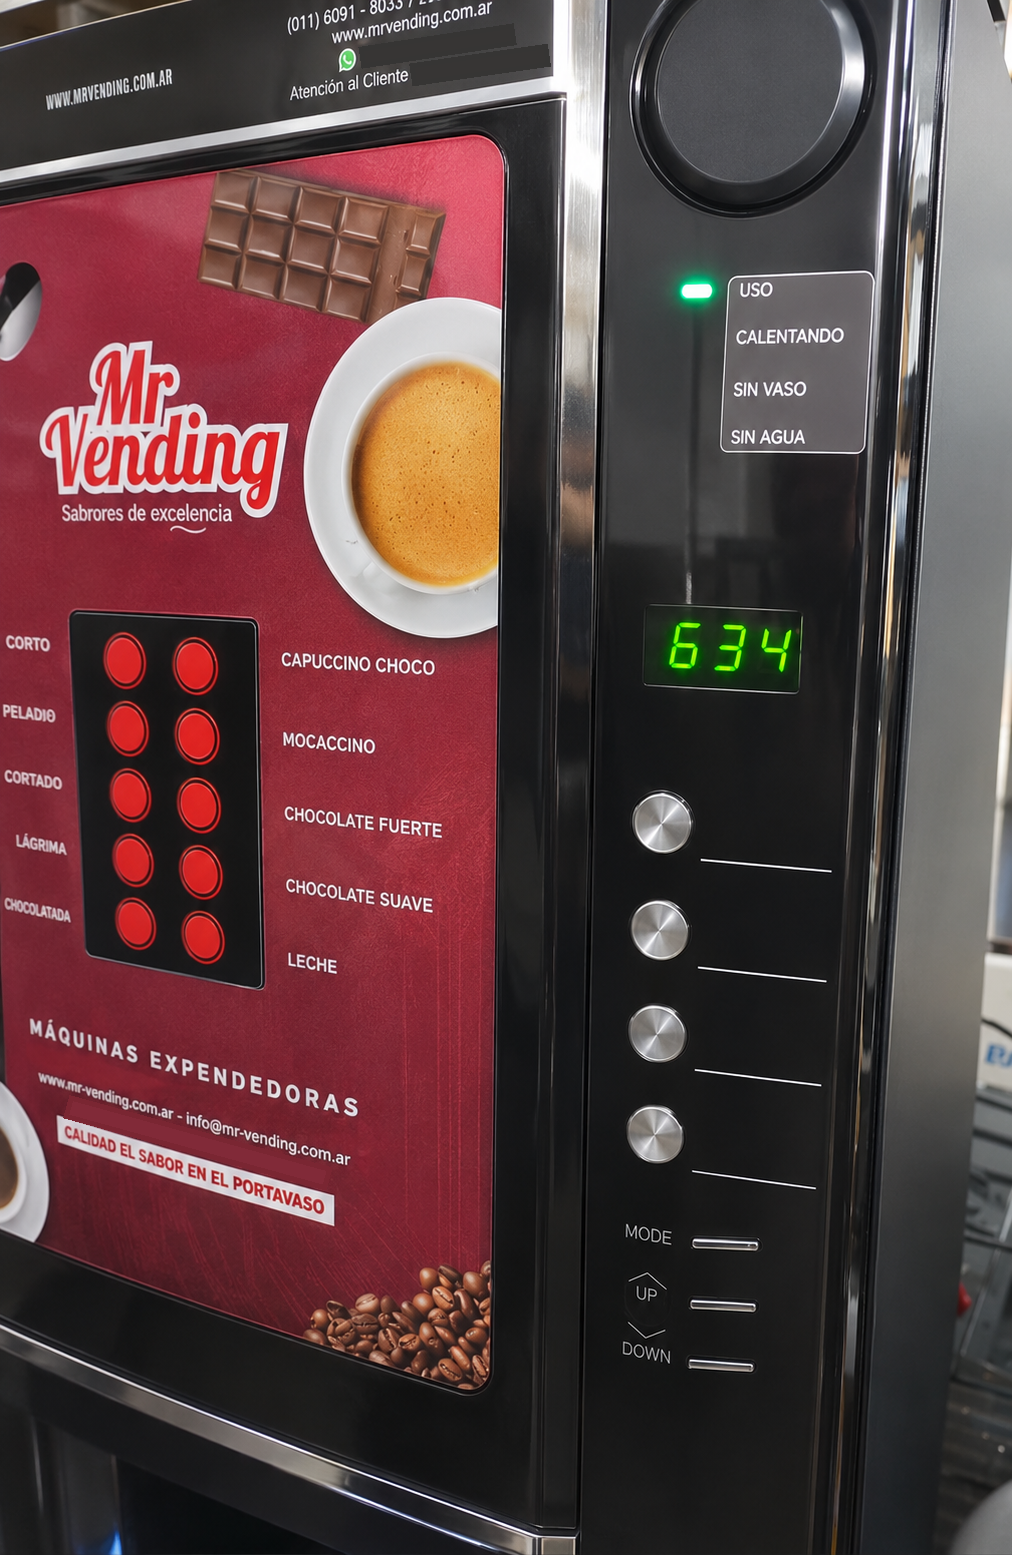 (011) 6091 - 8033 /
www.mrvending.com.ar
WWW.MRVENDING.COM.AR
Atención al Cliente
Mr
Vending
Sabrores de excelencia
CORTO
PELADIO
CORTADO
LÁGRIMA
CHOCOLATADA
CAPUCCINO CHOCO
MOCACCINO
CHOCOLATE FUERTE
CHOCOLATE SUAVE
LECHE
MÁQUINAS EXPENDEDORAS
www.mr-vending.com.ar - info@mr-vending.com.ar
CALIDAD EL SABOR EN EL PORTAVASO
USO
CALENTANDO
SIN VASO
SIN AGUA
634
MODE
UP
DOWN